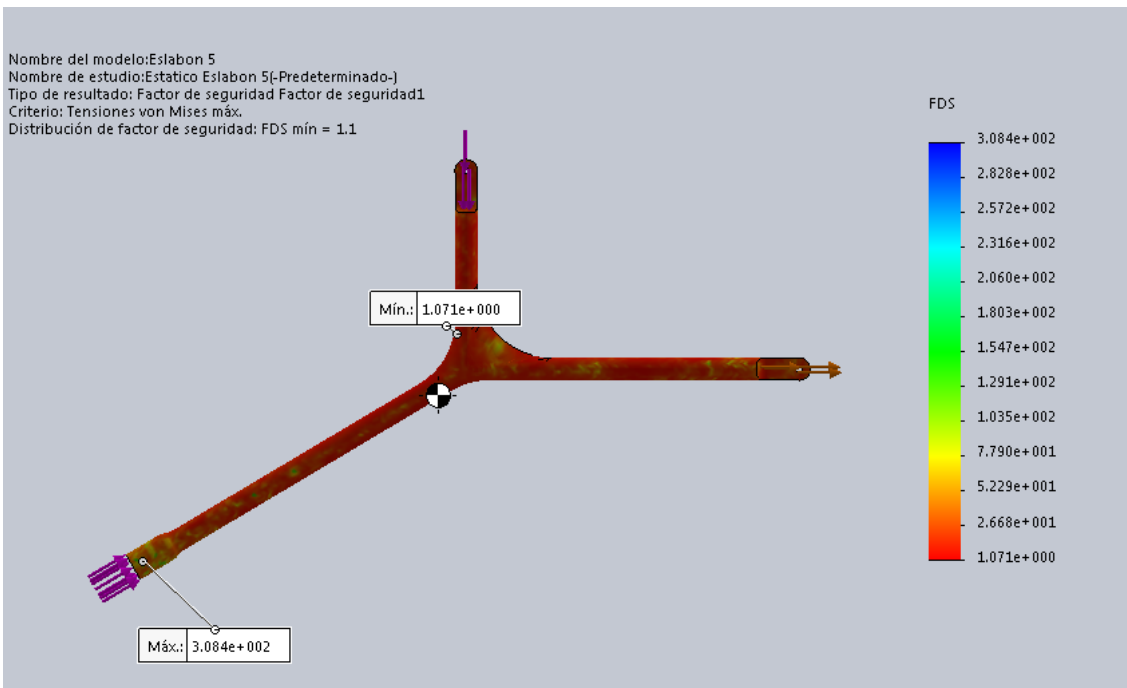 Nombre del modelo:Eslabon 5
Nombre de estudio:Estatico Eslabon 5(-Predeterminado-)
Tipo de resultado: Factor de seguridad Factor de seguridad1
Criterio: Tensiones von Mises máx.
Distribución de factor de seguridad: FDS mín = 1.1
FDS
3.084e+002
2.828e+002
2.572e+002
2.316e+002
2.060e+002
1.803e+002
1.547e+002
1.291e+002
1.035e+002
7.790e+001
5.229e+001
2.668e+001
1.071e+000
Mín.: 1.071e+000
Máx.: 3.084e+002